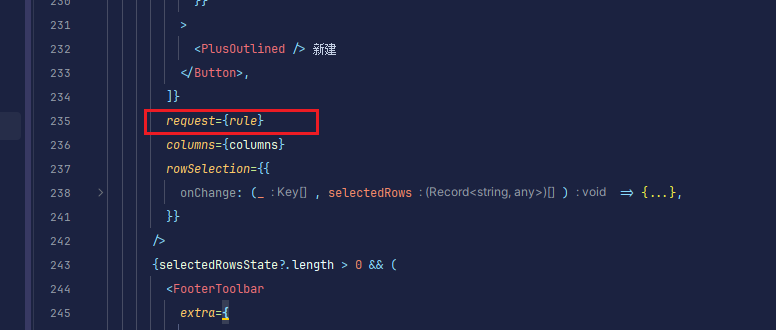 230 }}
231 >
232 <PlusOutlined /> 新建
233 </Button>,
234 ]}
235 request={rule}
236 columns={columns}
237 rowSelection={{
238 onChange: (_ : Key[] , selectedRows : (Record<string, any>)[] ) : void => {...},
241 }}
242 />
243 {selectedRowsState?.length > 0 && (
244 <FooterToolbar
245 extra={